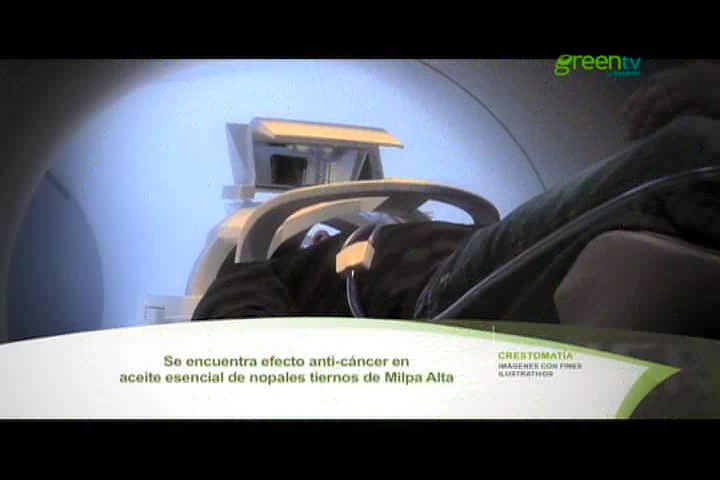 greentv
Se encuentra efecto anti-cáncer en
aceite esencial de nopales tiernos de Milpa Alta
CRESTOMATÍA
IMÁGENES CON FINES
ILUSTRATIVOS